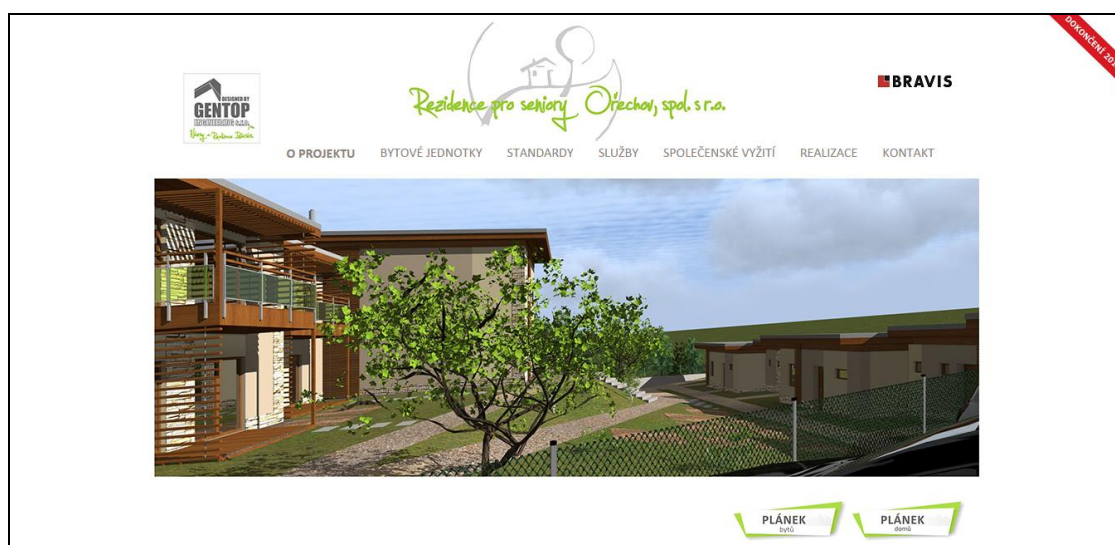 DOKONČENÍ
DESIGNED BY
GENTOP
Rezidence pro seniory Ořechov, spol. s r.o.
BRAVIS
O PROJEKTU BYTOVÉ JEDNOTKY STANDARDY SLUŽBY SPOLEČENSKÉ VYŽITÍ REALIZACE KONTAKT
PLÁNEK
bytů
PLÁNEK
domů